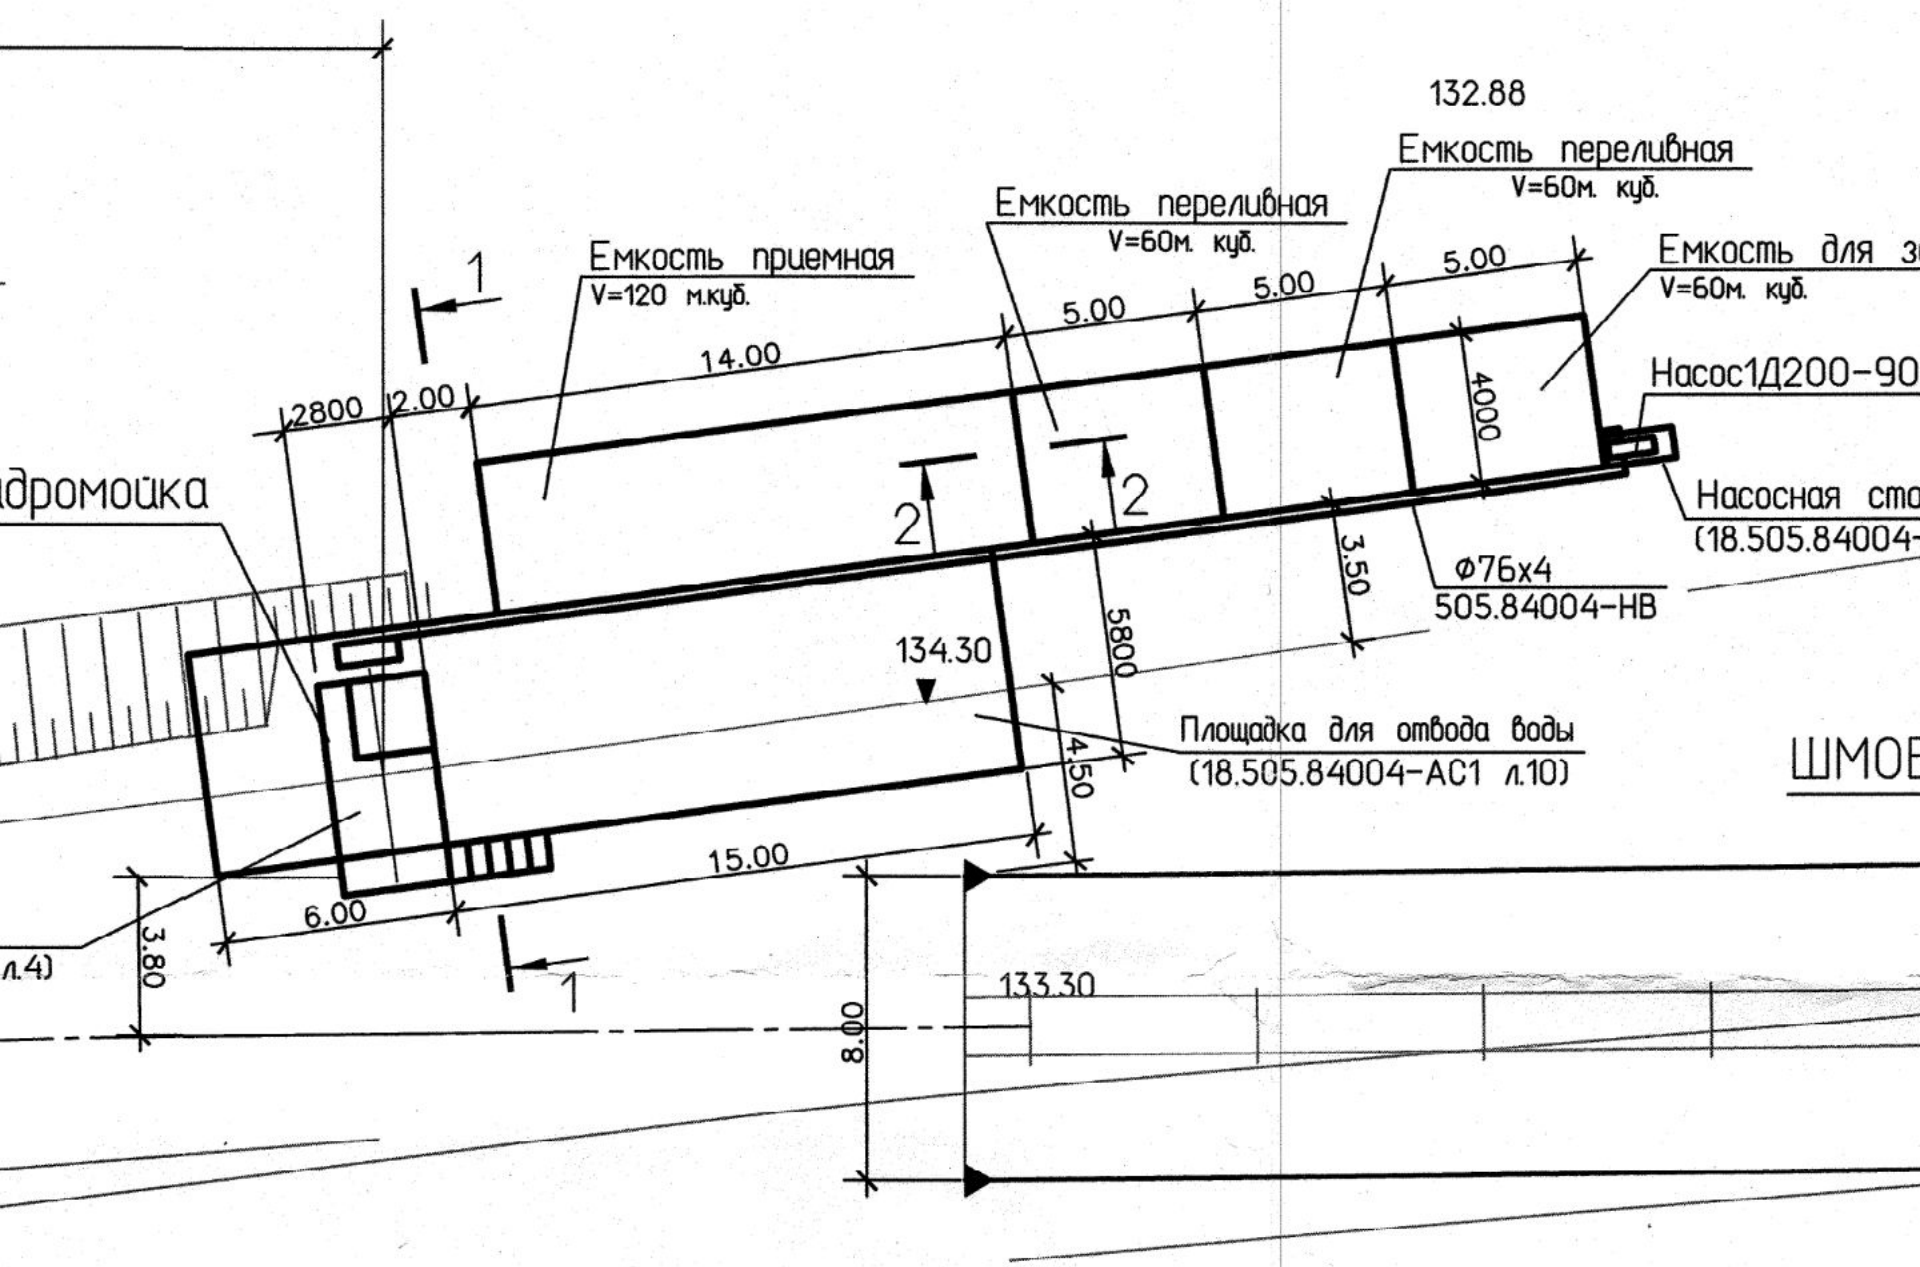 132.88
Емкость переливная
V=60м. куб.
Емкость переливная
V=60м. куб.
Емкость приемная
V=120 м.куб.
Емкость для
V=60м. куб.
1
5.00
5.00
5.00
14.00
2800
2.00
4000
Насос1Д200-90
2
2
Насосная
(18.505.84004-
3.50
Ф76х4
505.84004-НВ
5800
134.30
4.50
Площадка для отвода воды
(18.505.84004-АС1 л.10)
15.00
6.00
3.80
л.4)
1
133.30
8.00